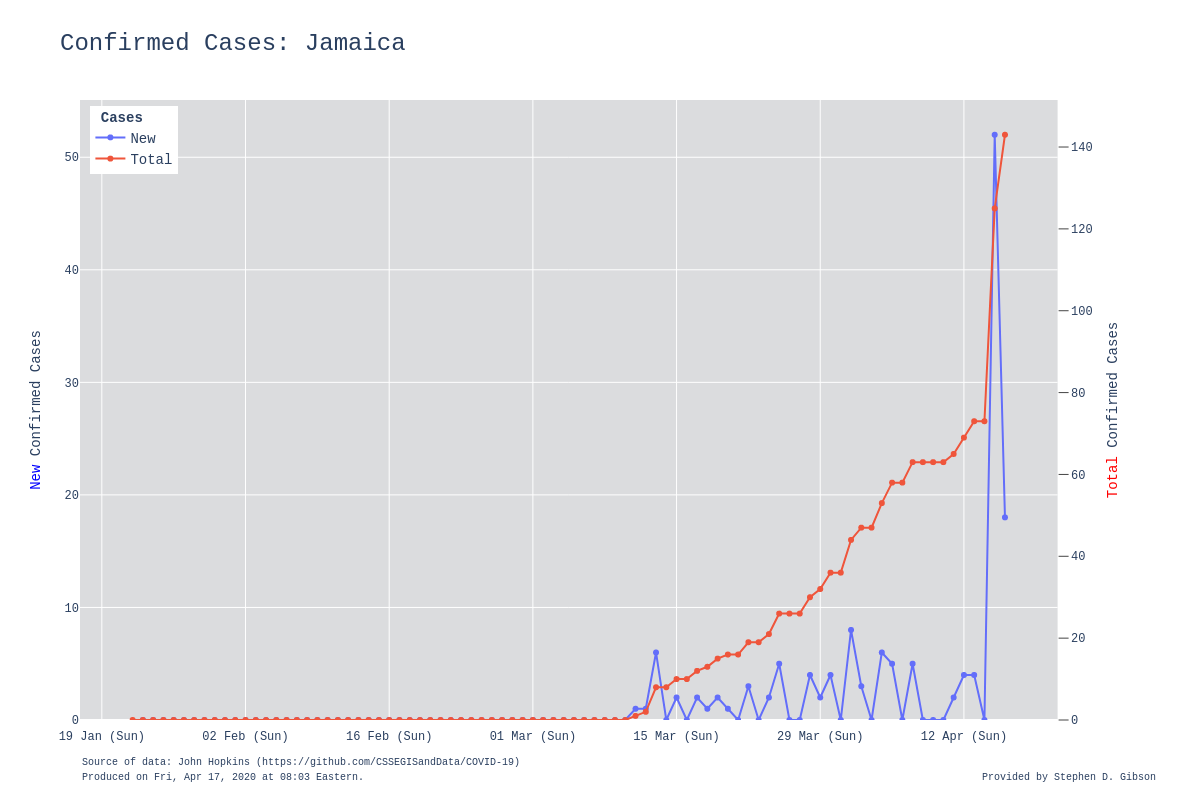 Confirmed Cases: Jamaica
Cases
New
Total
50
40
30
20
10
0
New Confirmed Cases
140
120
100
80
60
40
20
0
Total Confirmed Cases
19 Jan (Sun) 02 Feb (Sun) 16 Feb (Sun) 01 Mar (Sun) 15 Mar (Sun) 29 Mar (Sun) 12 Apr (Sun)
Source of data: John Hopkins (https://github.com/CSSEGISandData/COVID-19)
Produced on Fri, Apr 17, 2020 at 08:03 Eastern.
Provided by Stephen D. Gibson